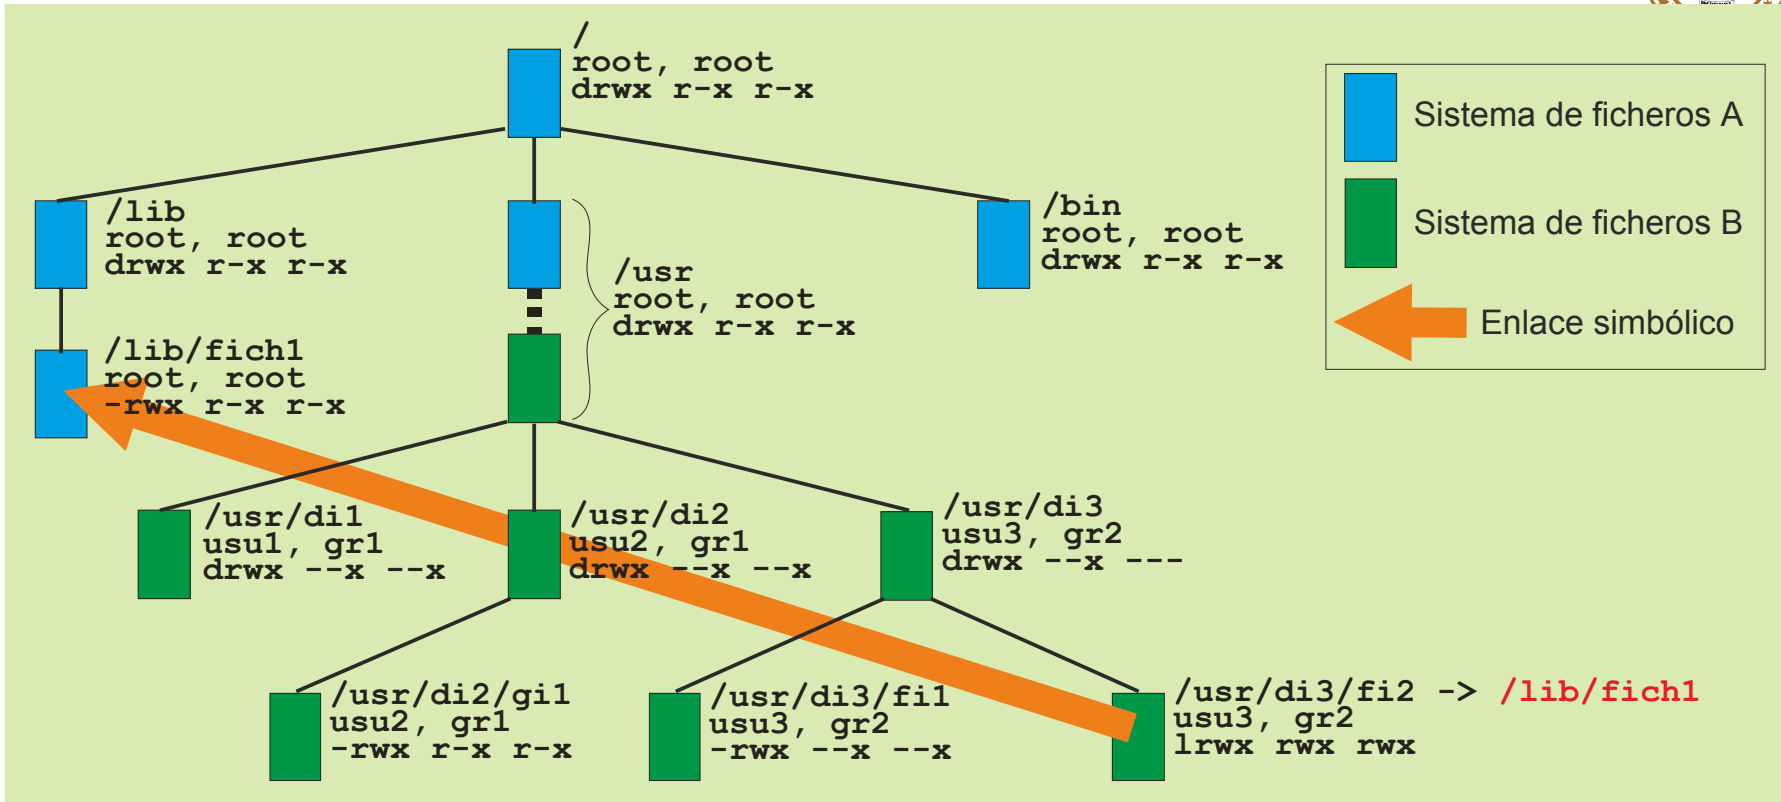 /
root, root
drwx r-x r-x
Sistema de ficheros A
Sistema de ficheros B
Enlace simbólico
/lib
root, root
drwx r-x r-x
/usr
root, root
drwx r-x r-x
/bin
root, root
drwx r-x r-x
/lib/fich1
root, root
-rwx r-x r-x
/usr/di1
usu1, gr1
drwx --x --x
/usr/di2
usu2, gr1
drwx --x --x
/usr/di3
usu3, gr2
drwx --x ---
/usr/di2/gi1
usu2, gr1
-rwx r-x r-x
/usr/di3/fi1
usu3, gr2
-rwx --x --x
/usr/di3/fi2 -> /lib/fich1
usu3, gr2
lrwx rwx rwx